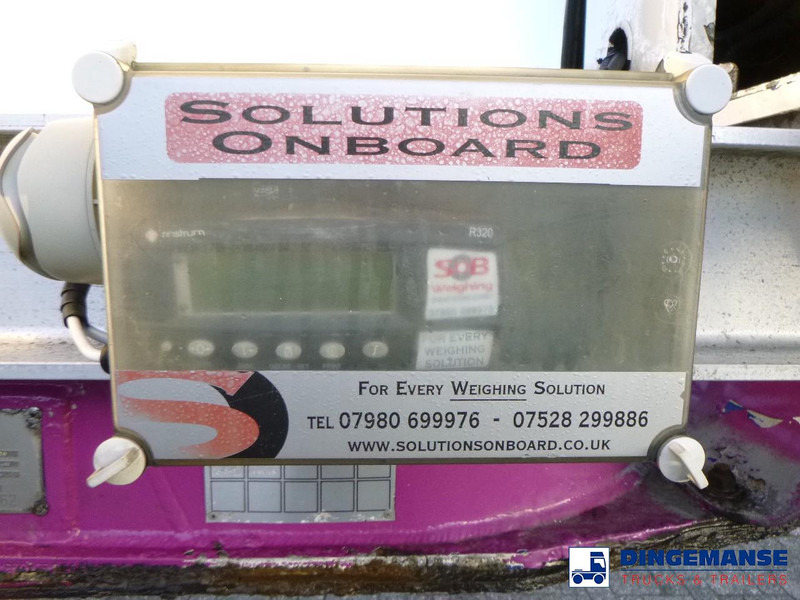 SOLUTIONS
ONBOARD
R320
SOB
Weighing
FOR EVERY
WEIGHING
SOLUTION
FOR EVERY WEIGHING SOLUTION
TEL 07980 699976 - 07528 299886
WWW.SOLUTIONSONBOARD.CO.UK
DINGEMANSE
TRUCKS & TRAILERS